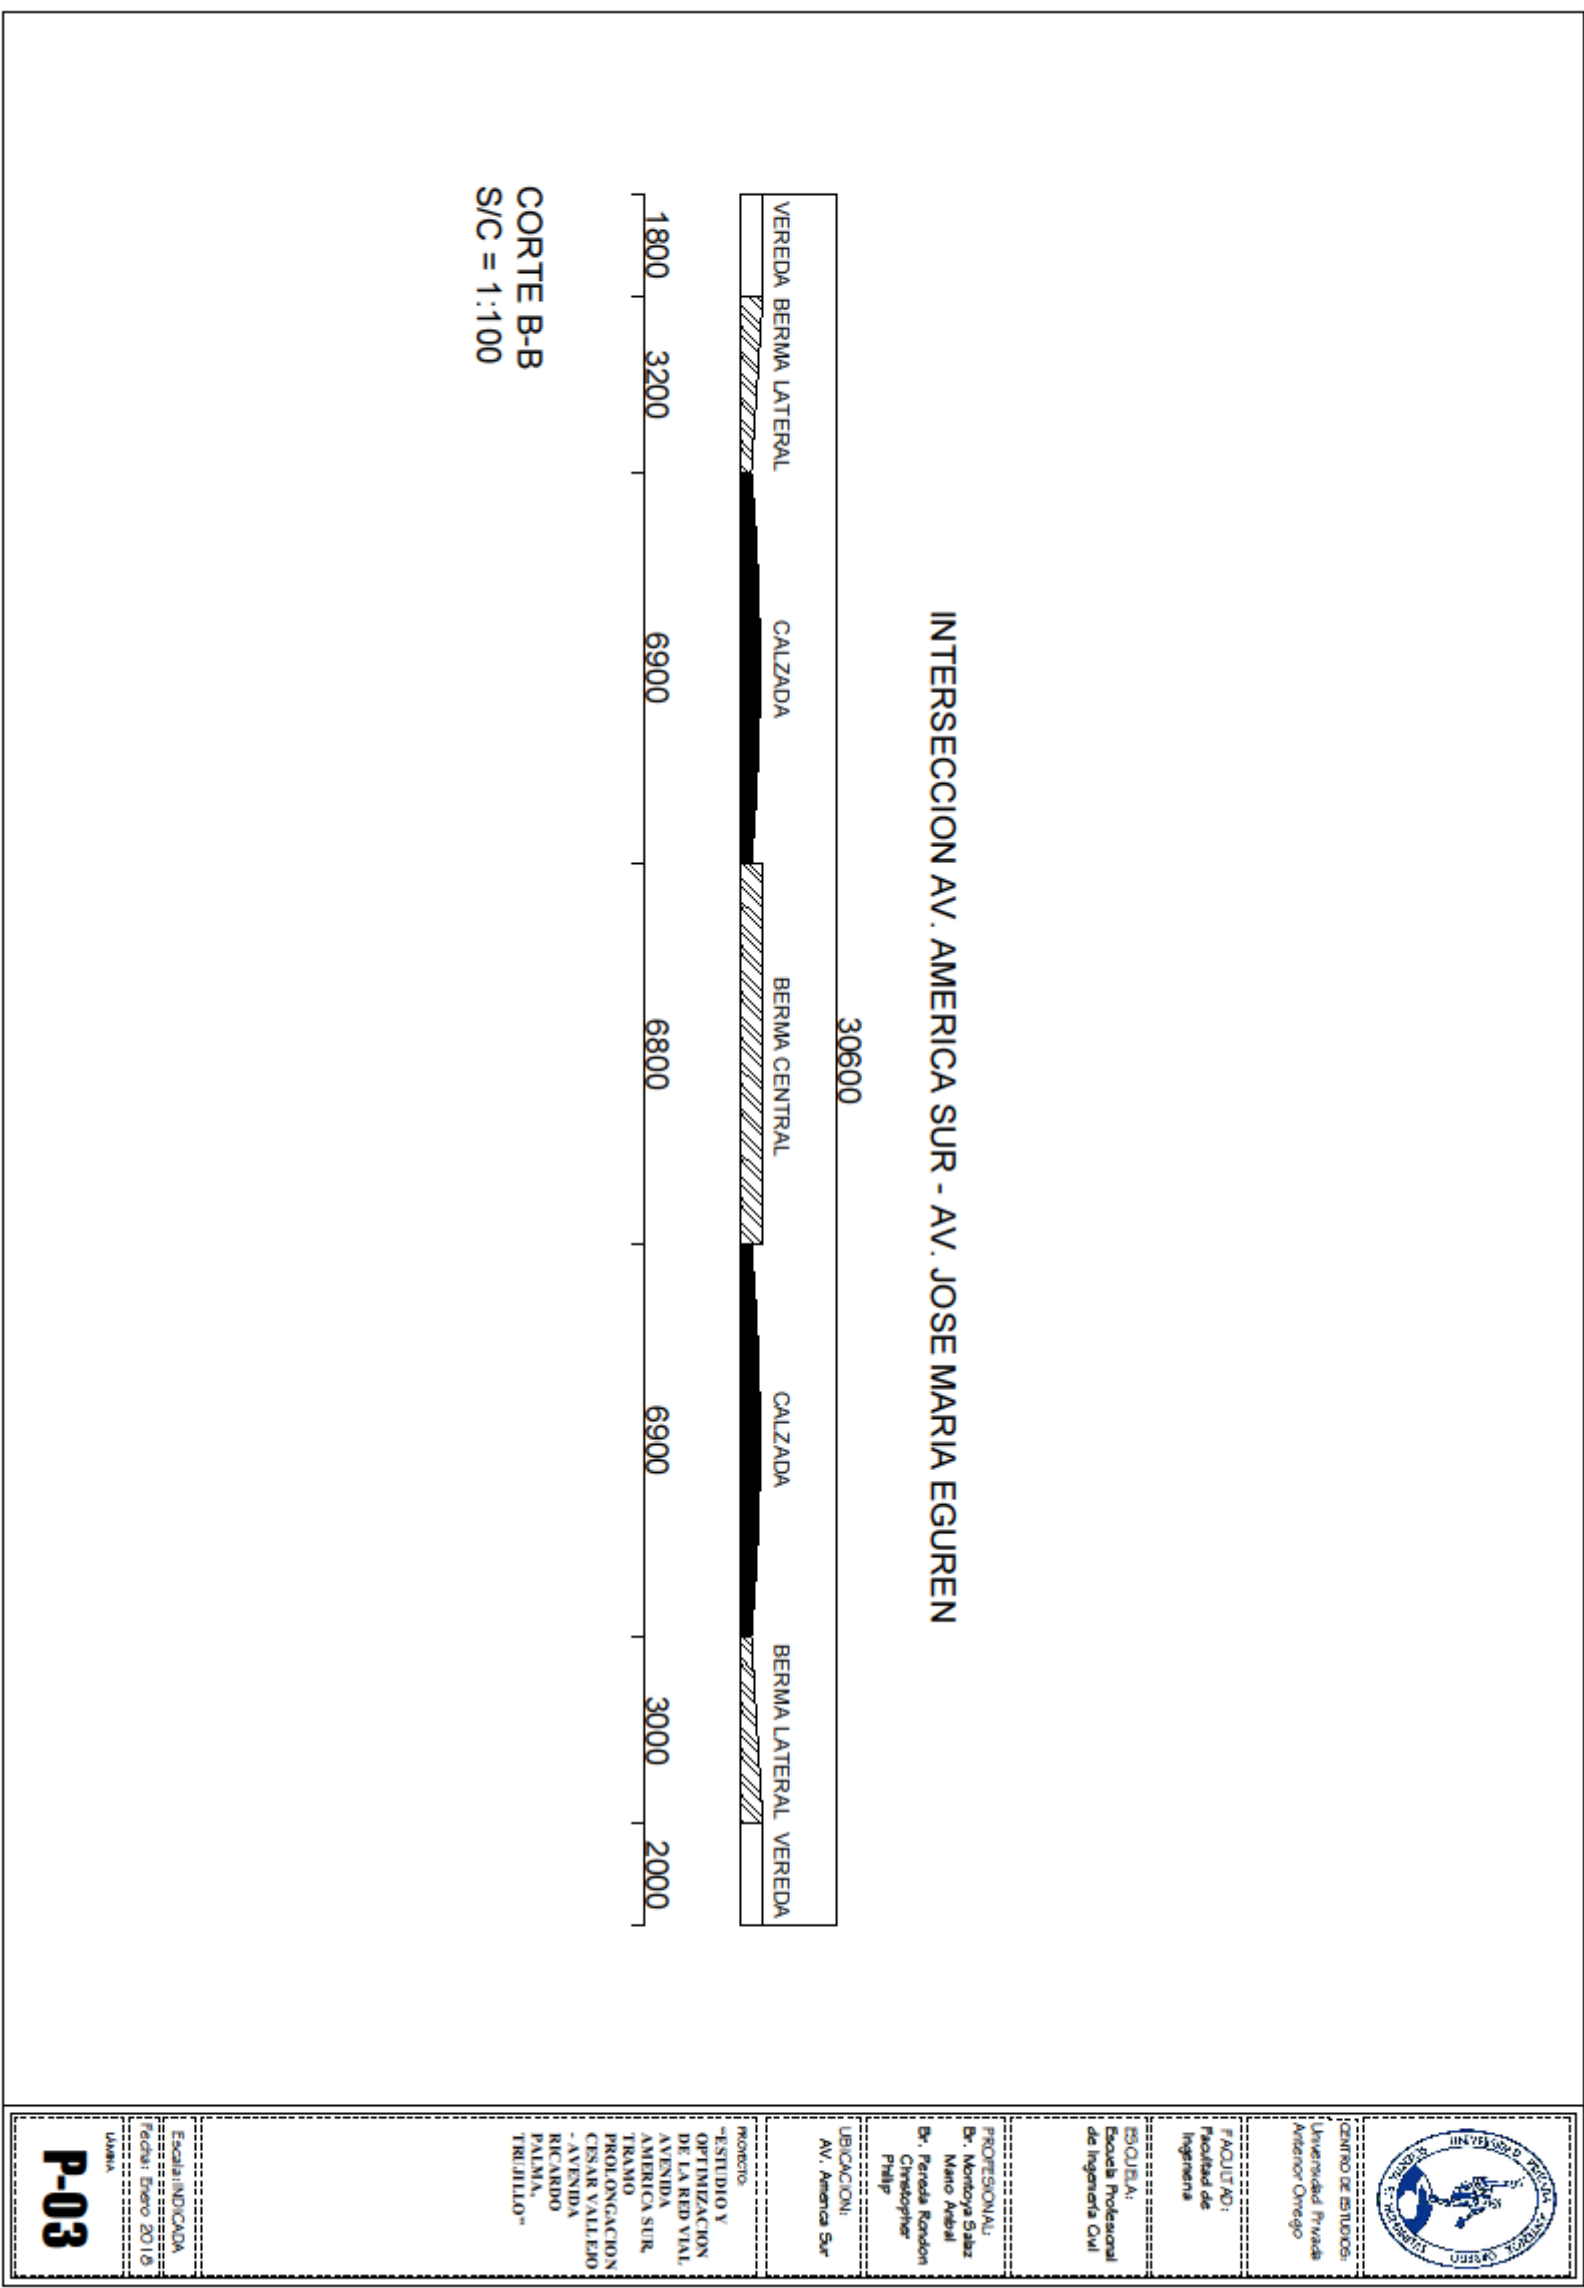 INTERSECCION AV. AMERICA SUR - AV. JOSE MARIA EGUREN
30600
VEREDA BERMA LATERAL CALZADA BERMA CENTRAL CALZADA BERMA LATERAL VEREDA
1800 3200 6900 6800 6900 3000 2000
CORTE B-B
S/C = 1:100
CENTRO DE ESTUDIOS:
Universidad Privada
Antenor Orrego
FACULTAD:
Facultad de
Ingeniería
ESCUELA:
Escuela Profesional
de Ingeniería Civil
PROFESIONAL:
Br. Montoya Salaz
Mario Anibal
Br. Pereda Rondon
Christopher
Philip
UBICACION:
AV. America Sur
PROYECTO:
“ESTUDIO Y
OPTIMIZACION
DE LA RED VIAL
AVENIDA
AMERICA SUR,
TRAMO
PROLONGACION
CESAR VALLEJO
- AVENIDA
RICARDO
PALMA,
TRUJILLO”
Escala:INDICADA
Fecha: Enero 2018
LÁMINA
P-03